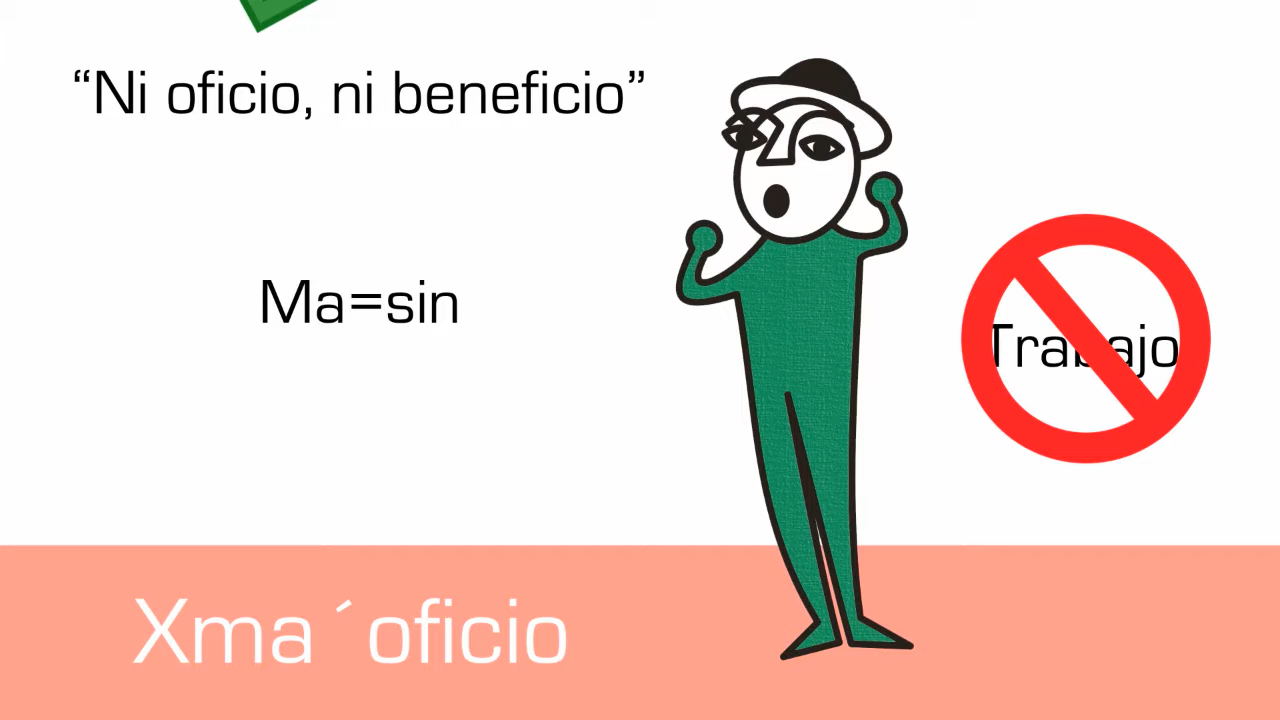 “Ni oficio, ni beneficio”
Ma=sin
Trabajo
Xma´oficio